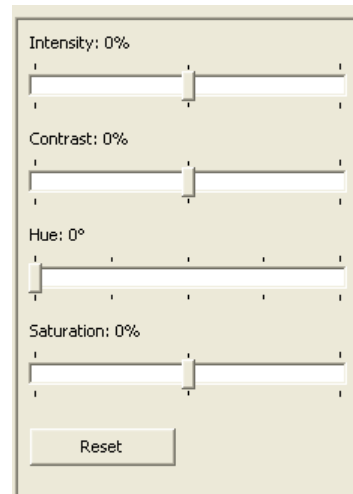 Intensity: 0%
Contrast: 0%
Hue: 0°
Saturation: 0%
Reset